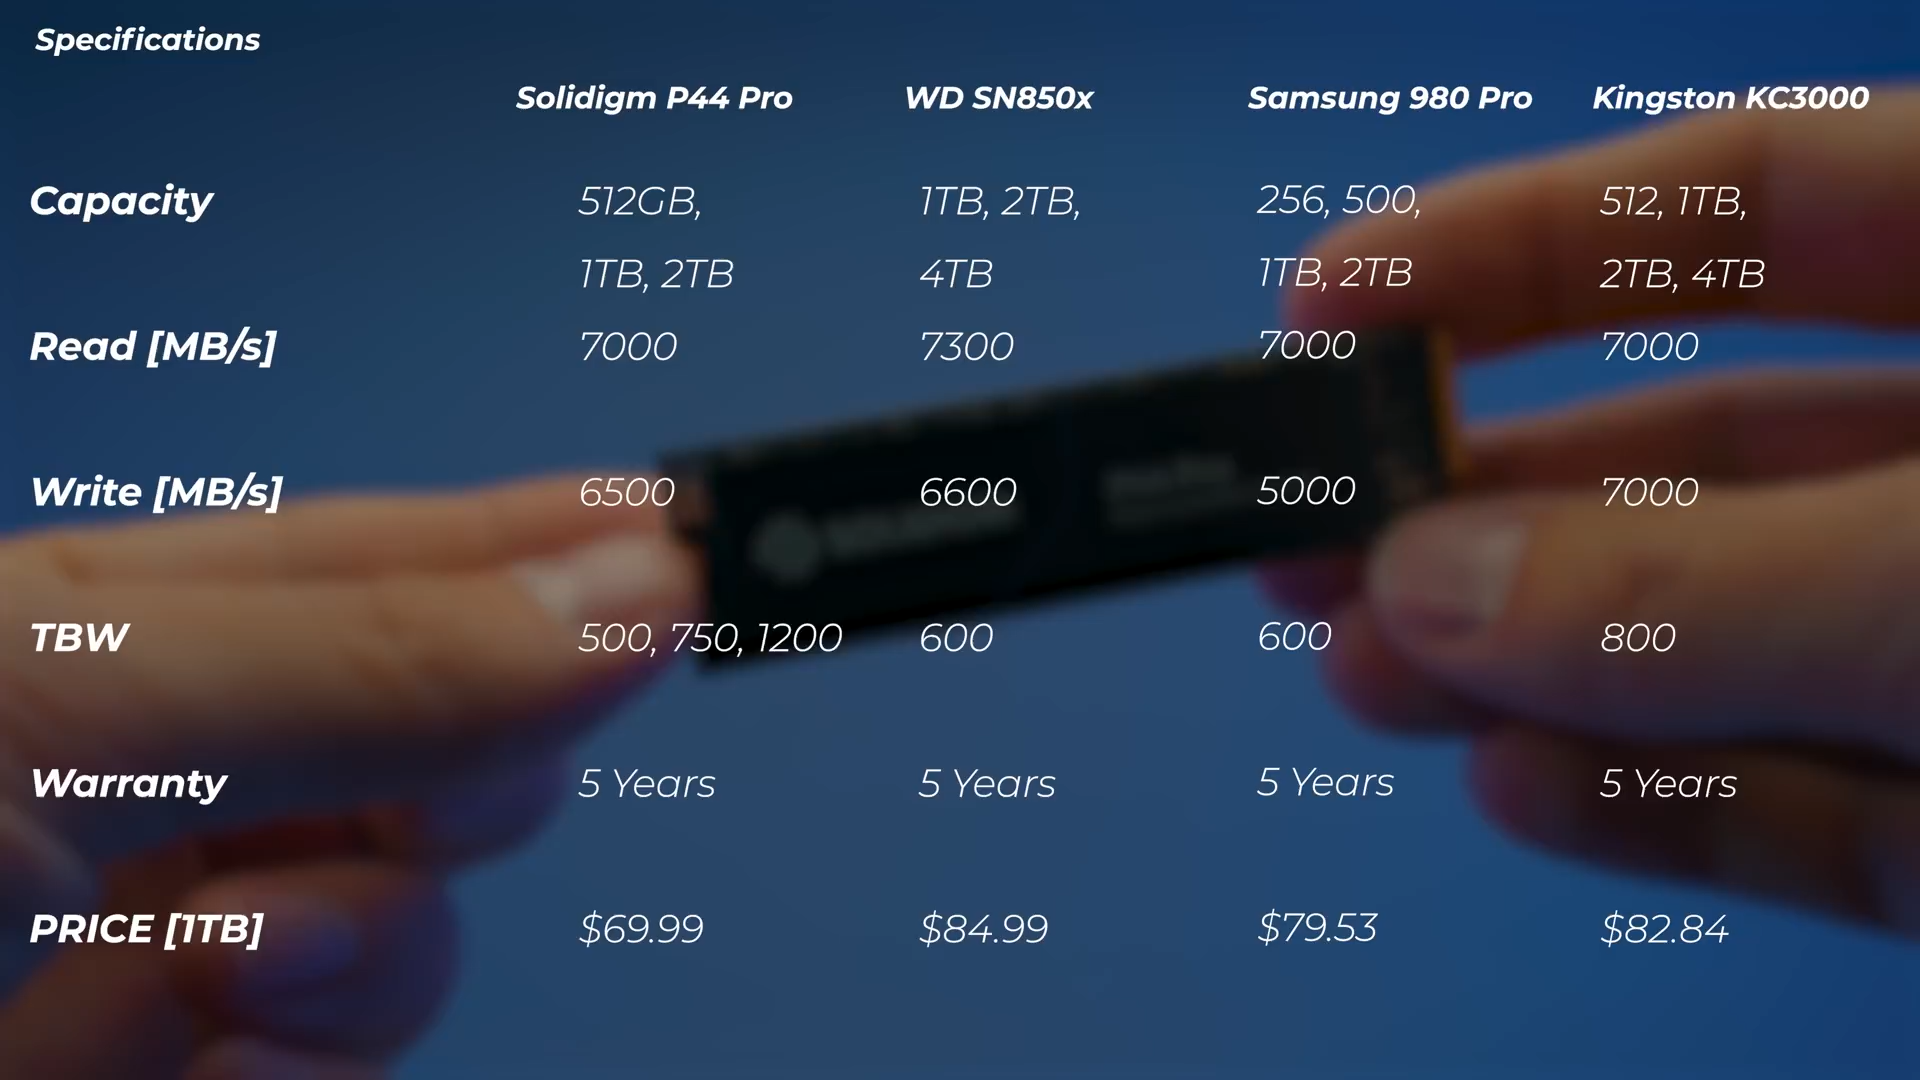 Specifications
Solidigm P44 Pro WD SN850x Samsung 980 Pro Kingston KC3000
Capacity 512GB, 1TB, 2TB, 256, 500, 512, 1TB,
1TB, 2TB 4TB 1TB, 2TB 2TB, 4TB
Read [MB/s] 7000 7300 7000 7000
Write [MB/s] 6500 6600 5000 7000
TBW 500, 750, 1200 600 600 800
Warranty 5 Years 5 Years 5 Years 5 Years
PRICE [1TB] $69.99 $84.99 $79.53 $82.84